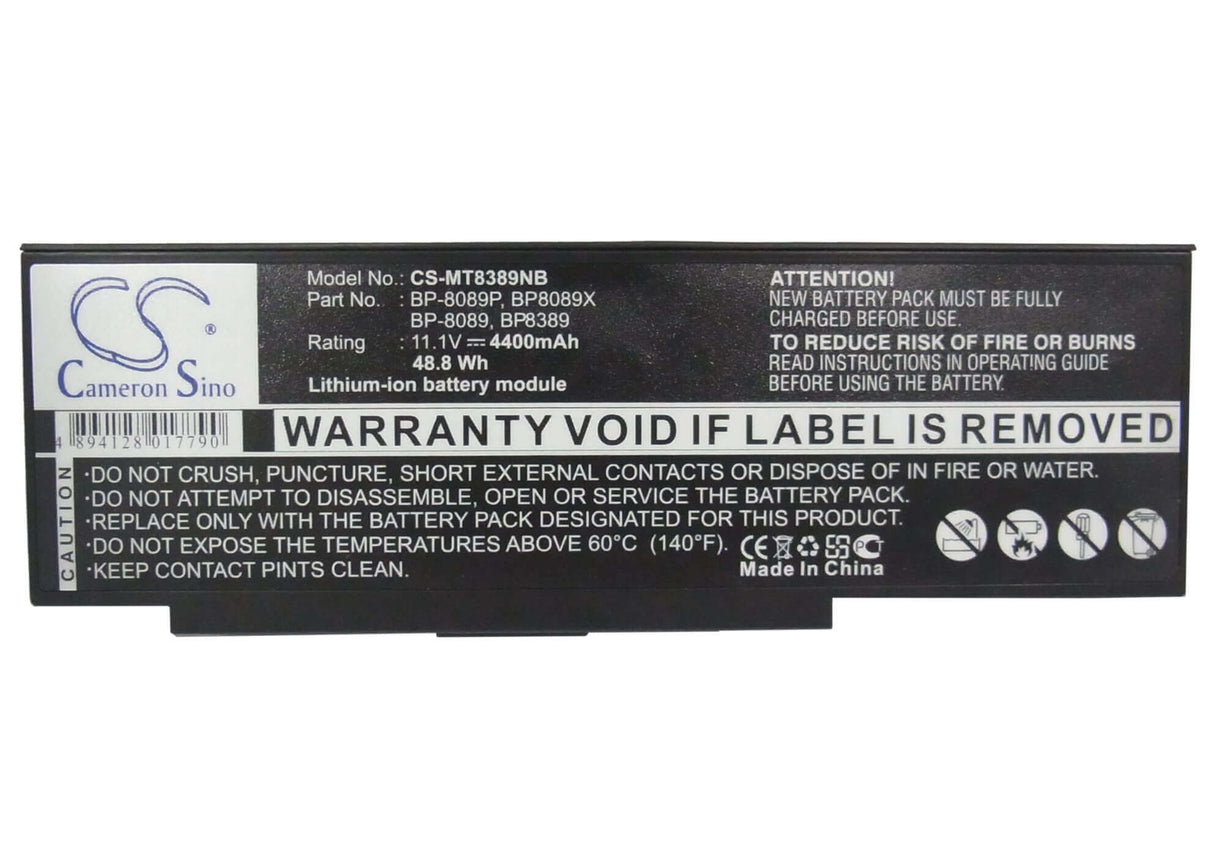 CS ®
Cameron Sino
Model No.: CS-MT8389NB
Part No. : BP-8089P, BP8089X
BP-8089, BP8389
Rating : 11.1V 4400mAh
48.8 Wh
Lithium-ion battery module
ATTENTION!
NEW BATTERY PACK MUST BE FULLY
CHARGED BEFORE USE.
TO REDUCE RISK OF FIRE OR BURNS
READ INSTRUCTIONS IN OPERATING GUIDE
BEFORE USING THE BATTERY.
4 894128 017790
WARRANTY VOID IF LABEL IS REMOVED
CAUTION
·DO NOT CRUSH, PUNCTURE, SHORT EXTERNAL CONTACTS OR DISPOSE OF IN FIRE OR WATER.
·DO NOT ATTEMPT TO DISASSEMBLE, OPEN OR SERVICE THE BATTERY PACK.
·REPLACE ONLY WITH THE BATTERY PACK DESIGNATED FOR THIS PRODUCT.
·DO NOT EXPOSE THE TEMPERATURES ABOVE 60°C (140°F).
·KEEP CONTACT PINTS CLEAN.
CE
Made In China